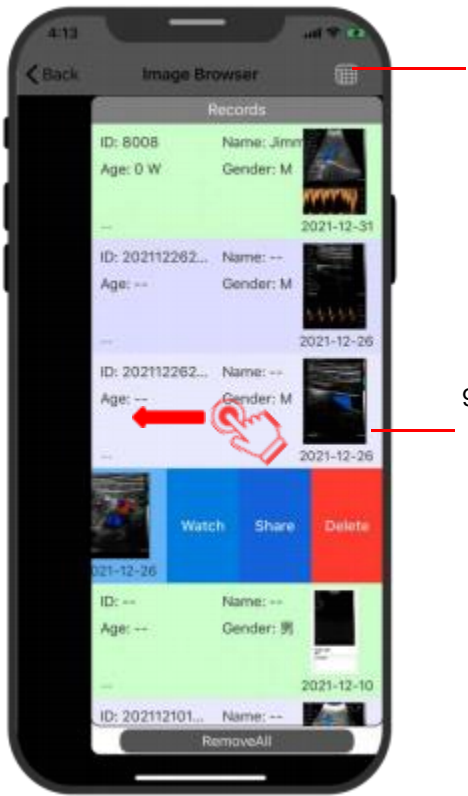 4:13
Back Image Browser
Records
ID: 8008 Name: Jimm
Age: 0 W Gender: M
-- 2021-12-31
ID: 202112262... Name: --
Age: -- Gender: M
-- 2021-12-26
ID: 202112262... Name: --
Age: -- Gender: M
2021-12-26
9
Watch Share Delete
021-12-26
ID: -- Name: --
Age: -- Gender: 男
-- 2021-12-10
ID: 202112101... Name: --
RemoveAll